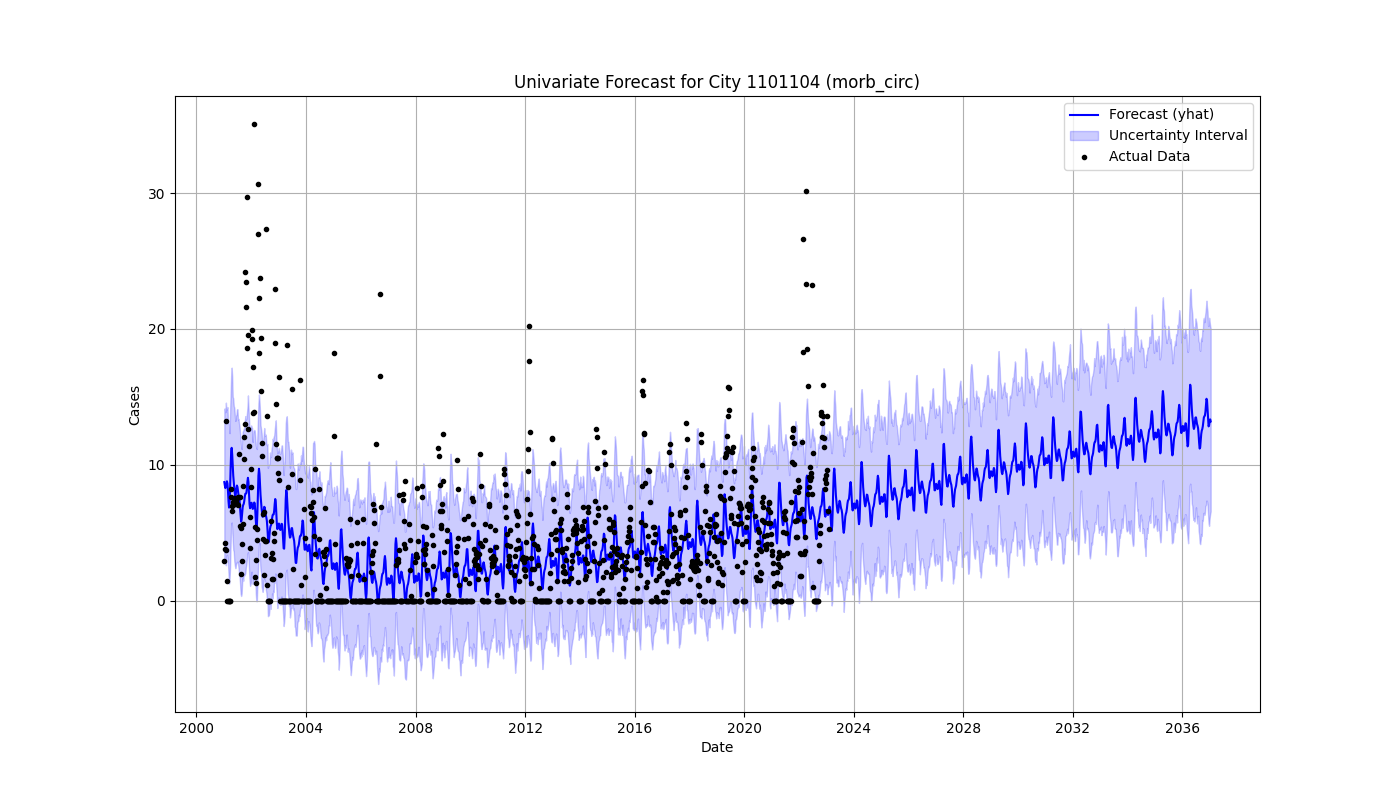 Univariate Forecast for City 1101104 (morb_circ)
Forecast (yhat)
Uncertainty Interval
Actual Data
Cases
30
20
10
0
2000 2004 2008 2012 2016 2020 2024 2028 2032 2036
Date